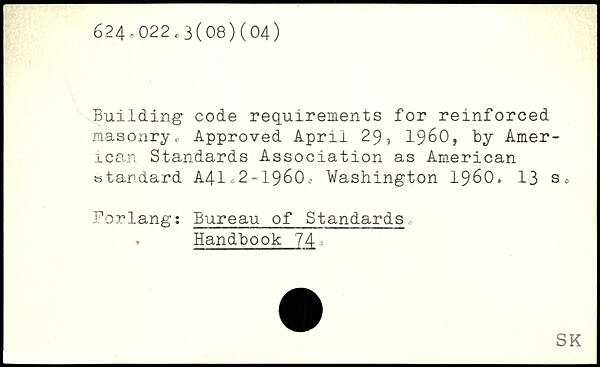 624.022.3(08)(04)
Building code requirements for reinforced
masonry. Approved April 29, 1960, by Amer-
ican Standards Association as American
standard A41.2-1960. Washington 1960. 13 s.
Forlang: Bureau of Standards.
Handbook 74.
SK